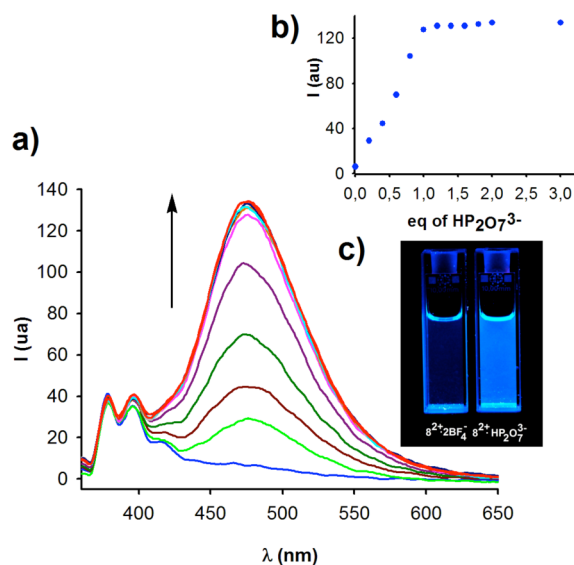 b)
I (au)
120
80
40
0
0,0 0,5 1,0 1,5 2,0 2,5 3,0
eq of HP₂O₇³⁻
a)
I (ua)
140
120
100
80
60
40
20
0
400 450 500 550 600 650
λ (nm)
c)
8²⁺·2BF₄⁻ 8²⁺·HP₂O₇³⁻